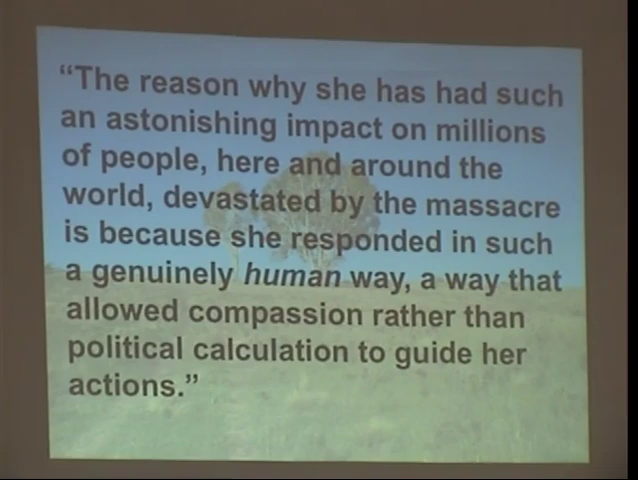 “The reason why she has had such
an astonishing impact on millions
of people, here and around the
world, devastated by the massacre
is because she responded in such
a genuinely human way, a way that
allowed compassion rather than
political calculation to guide her
actions.”